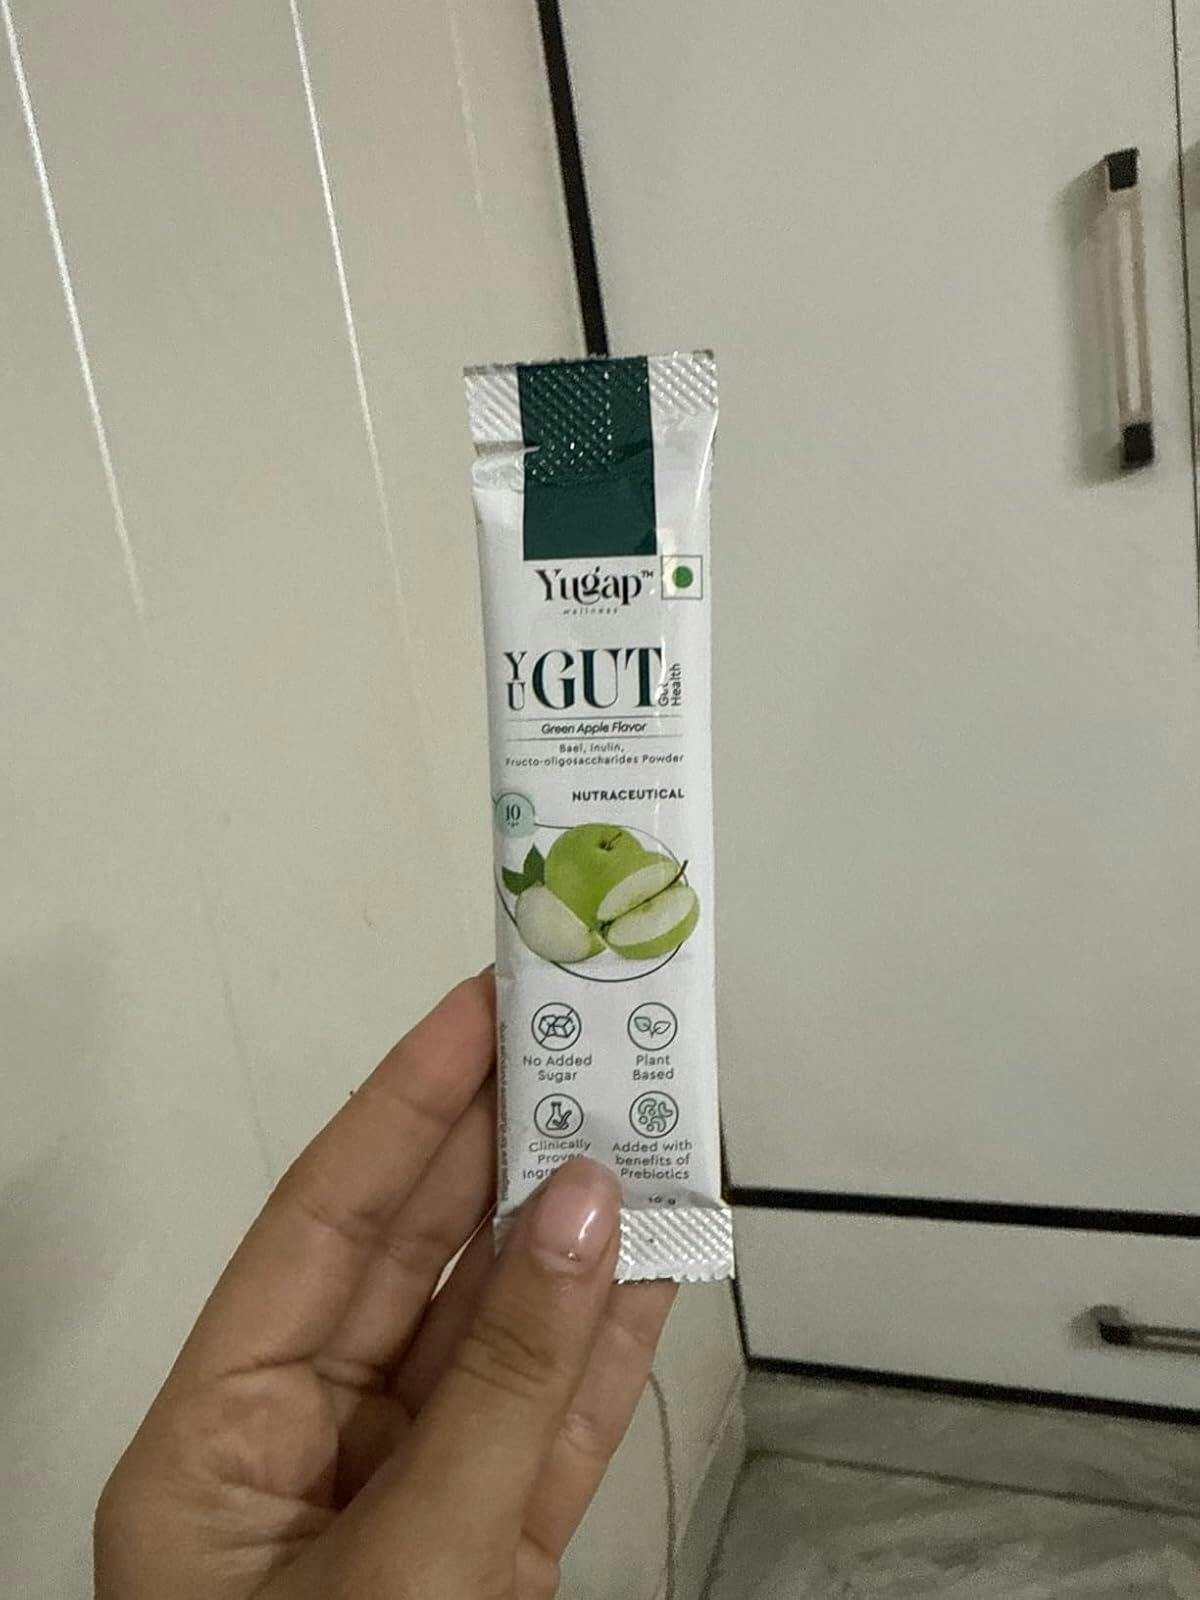 Yugap™
wellness
YU GUT Gut Health
Green Apple Flavor
Bael, Inulin,
Fructo-oligosaccharides Powder
NUTRACEUTICAL
10
No Added
Sugar
Plant
Based
Clinically
Proven
Added with
benefits of
Prebiotics
10 g